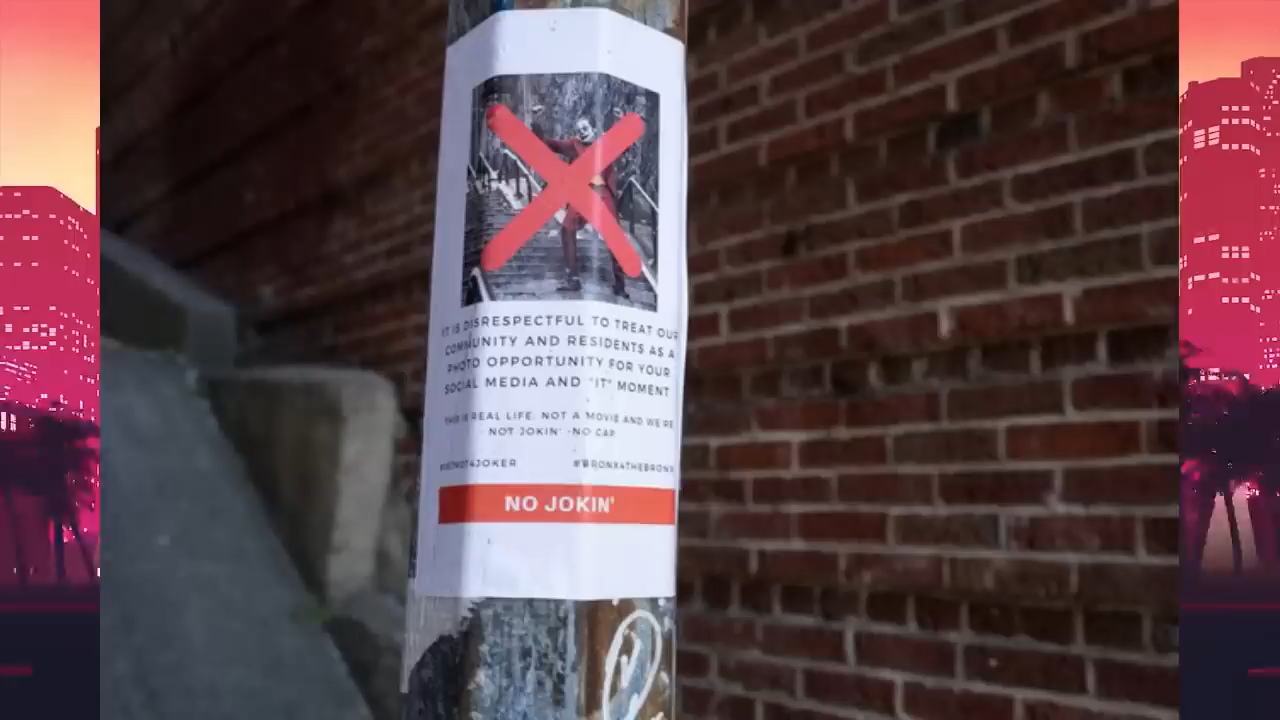 IT IS DISRESPECTFUL TO TREAT OUR
COMMUNITY AND RESIDENTS AS A
PHOTO OPPORTUNITY FOR YOUR
SOCIAL MEDIA AND "IT" MOMENT
THIS IS REAL LIFE. NOT A MOVIE AND WE'RE
NOT JOKIN' -NO CAP
#BRONX4THEBRONX
NO JOKIN'